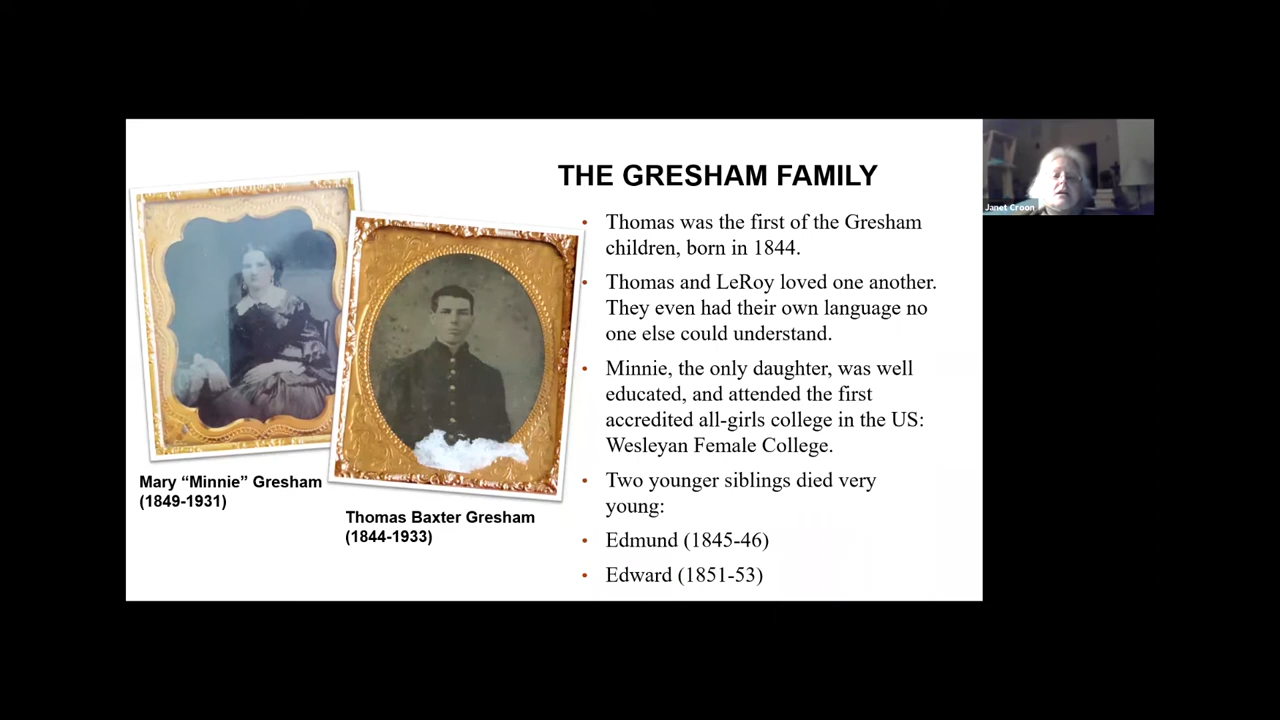 THE GRESHAM FAMILY
Janet Croon
• Thomas was the first of the Gresham
children, born in 1844.
• Thomas and LeRoy loved one another.
They even had their own language no
one else could understand.
• Minnie, the only daughter, was well
educated, and attended the first
accredited all-girls college in the US:
Wesleyan Female College.
• Two younger siblings died very
young:
• Edmund (1845-46)
• Edward (1851-53)
Mary “Minnie” Gresham
(1849-1931)
Thomas Baxter Gresham
(1844-1933)